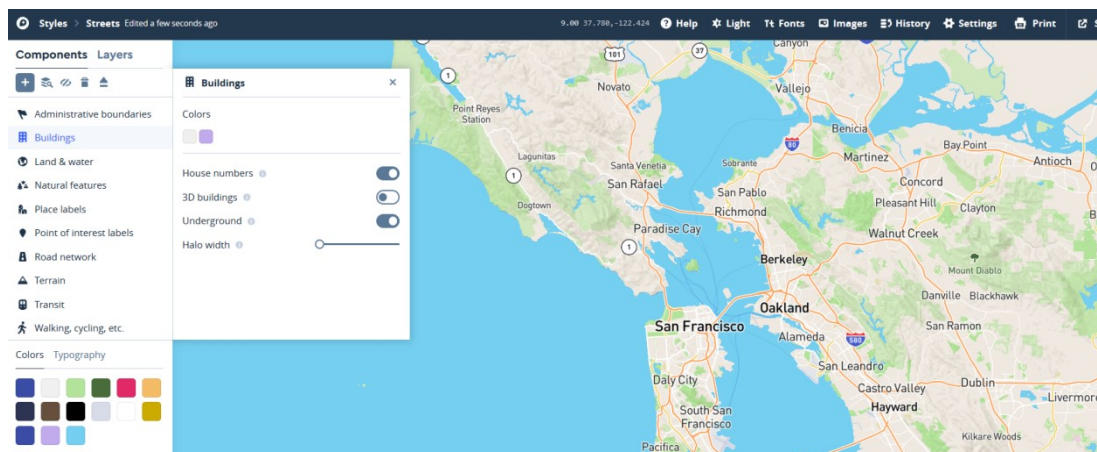 Styles > Streets Edited a few seconds ago
9.00 37.780,-122.424
Help
Light
Tt Fonts
Images
History
Settings
Print
Components Layers
Administrative boundaries
Buildings
Land & water
Natural features
Place labels
Point of interest labels
Road network
Terrain
Transit
Walking, cycling, etc.
Colors Typography
Buildings
Colors
House numbers
3D buildings
Underground
Halo width
Canyon
101
37
1
Novato
Vallejo
Point Reyes
Station
Benicia
80
Bay Point
Lagunitas
Santa Venetia
Sobrante
Martinez
Antioch
1
San Rafael
Concord
San Pablo
Dogtown
Richmond
Pleasant Hill
Clayton
Paradise Cay
1
Walnut Creek
Berkeley
Mount Diablo
Oakland
Danville
Blackhawk
San Francisco
Alameda
580
San Ramon
San Leandro
Daly City
Castro Valley
Dublin
Hayward
South San
Francisco
Kilkare Woods
Pacifica